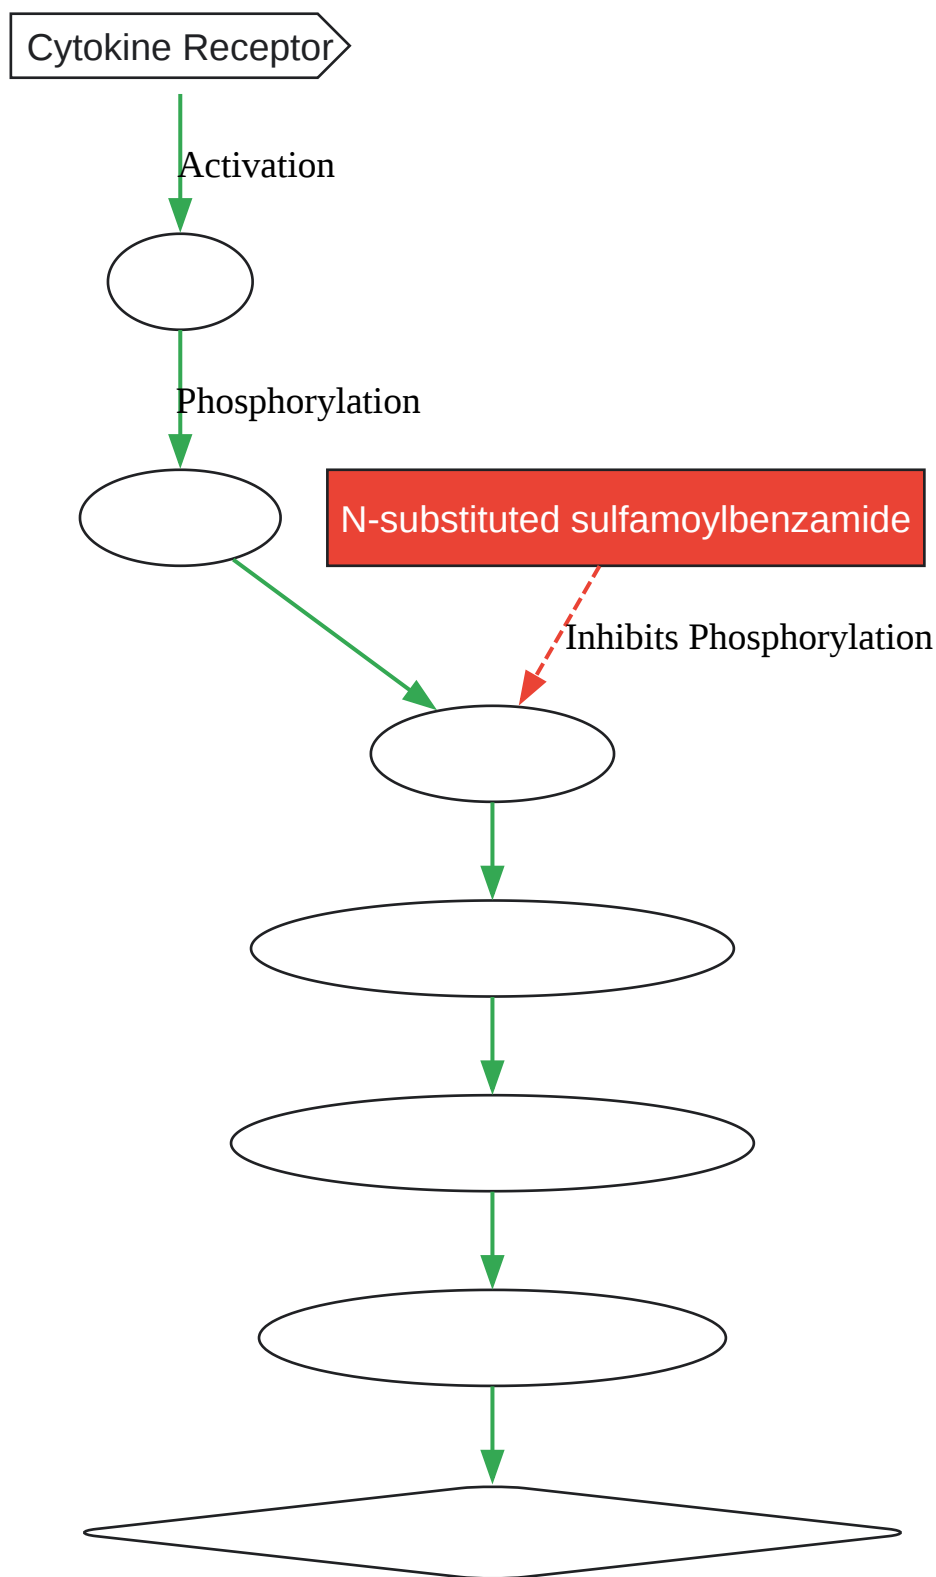 Cytokine Receptor
Activation
Phosphorylation
N-substituted sulfamoylbenzamide
Inhibits Phosphorylation